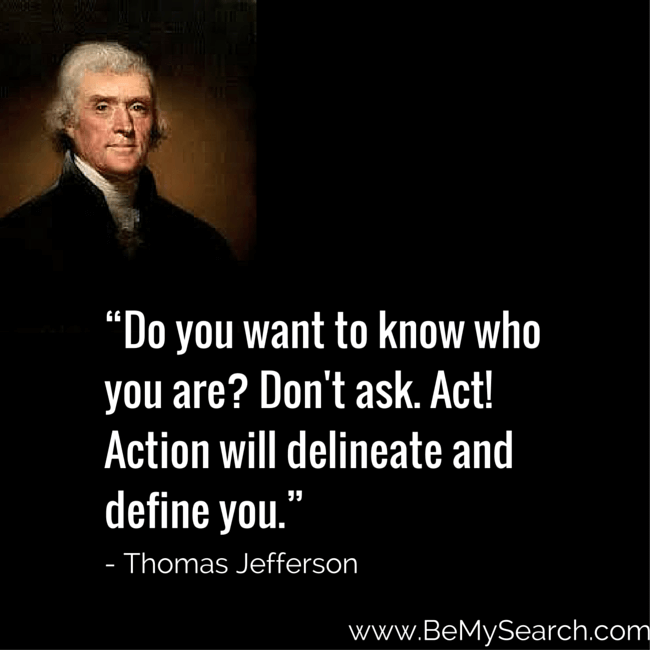 “Do you want to know who
you are? Don't ask. Act!
Action will delineate and
define you.”
- Thomas Jefferson
www.BeMySearch.com